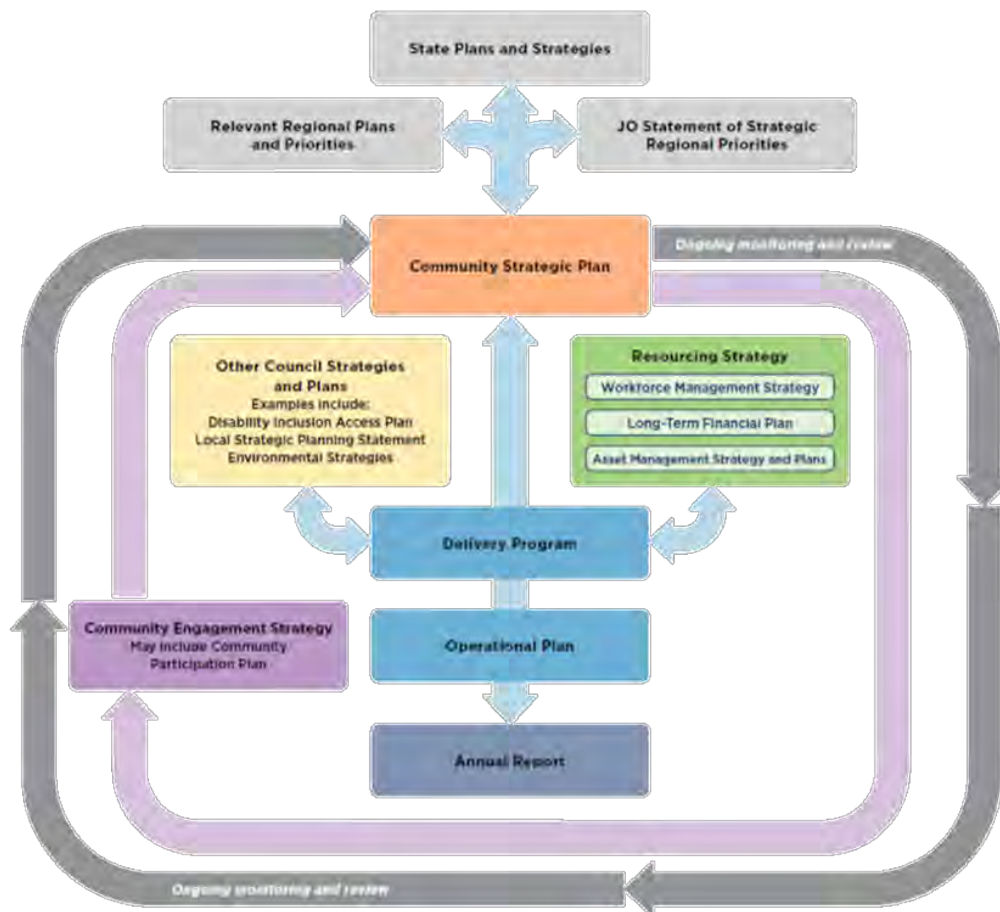 State Plans and Strategies
Relevant Regional Plans
and Priorities
JO Statement of Strategic
Regional Priorities
Ongoing monitoring and review
Community Strategic Plan
Other Council Strategies
and Plans
Examples include:
Disability Inclusion Access Plan
Local Strategic Planning Statement
Environmental Strategies
Resourcing Strategy
Workforce Management Strategy
Long-Term Financial Plan
Asset Management Strategy and Plans
Delivery Program
Community Engagement Strategy
May include Community
Participation Plan
Operational Plan
Annual Report
Ongoing monitoring and review